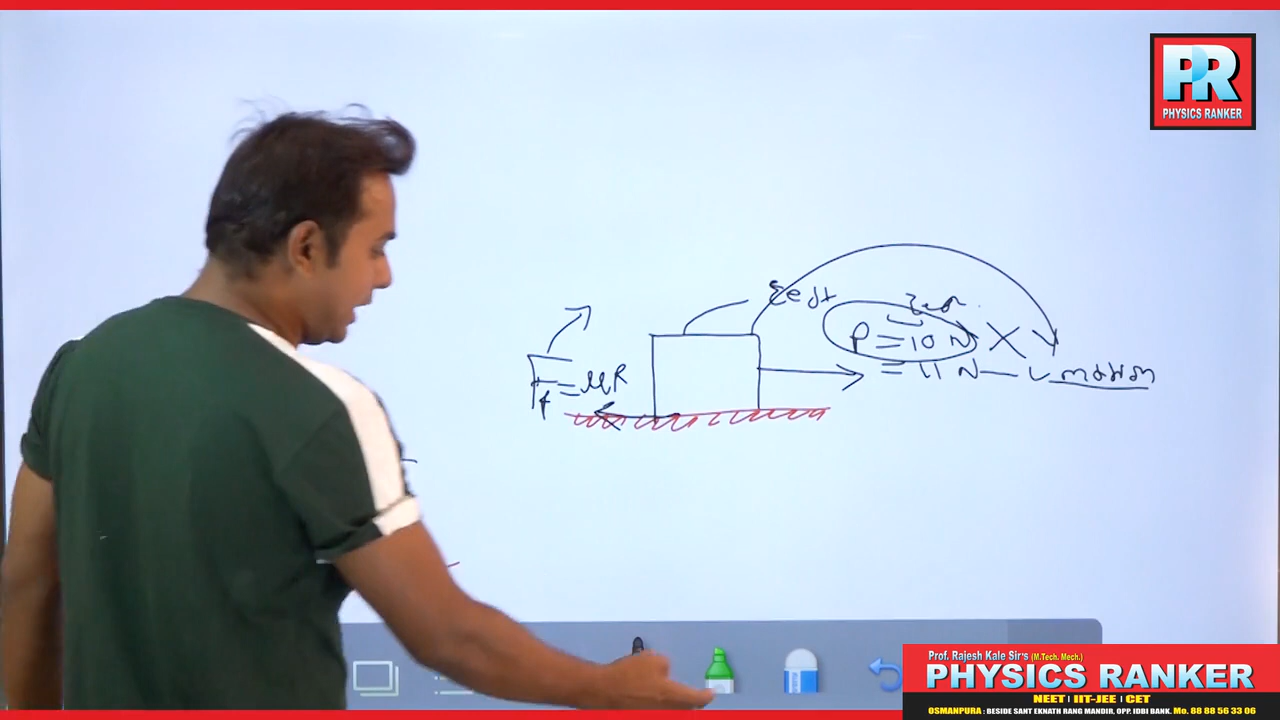 PR
PHYSICS RANKER
P = 10 N X
= 11 N — motion
= μR
Prof. Rajesh Kale Sir's (M.Tech. Mech.)
PHYSICS RANKER
NEET | IIT-JEE | CET
OSMANPURA : BESIDE SANT EKNATH RANG MANDIR, OPP. IDBI BANK. Mo. 88 88 56 33 06